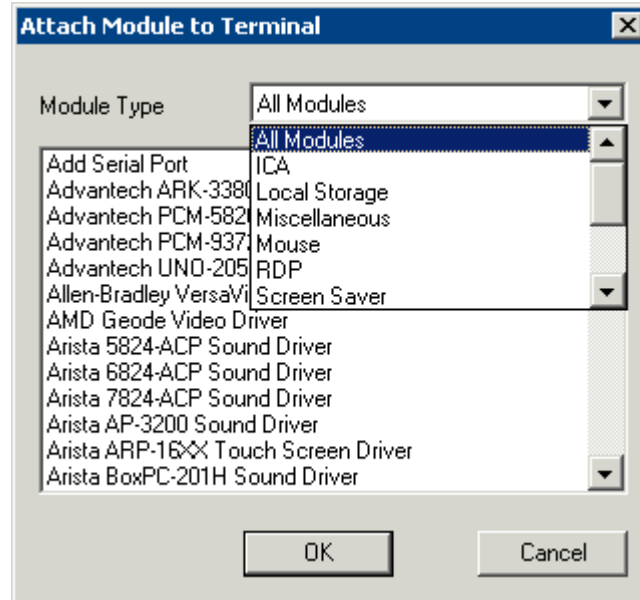 Attach Module to Terminal
Module Type
All Modules
All Modules
ICA
Local Storage
Miscellaneous
Mouse
RDP
Screen Saver
Add Serial Port
Advantech ARK-3380
Advantech PCM-582
Advantech PCM-937
Advantech UNO-205
Allen-Bradley VersaVi
AMD Geode Video Driver
Arista 5824-ACP Sound Driver
Arista 6824-ACP Sound Driver
Arista 7824-ACP Sound Driver
Arista AP-3200 Sound Driver
Arista ARP-16XX Touch Screen Driver
Arista BoxPC-201H Sound Driver
OK
Cancel